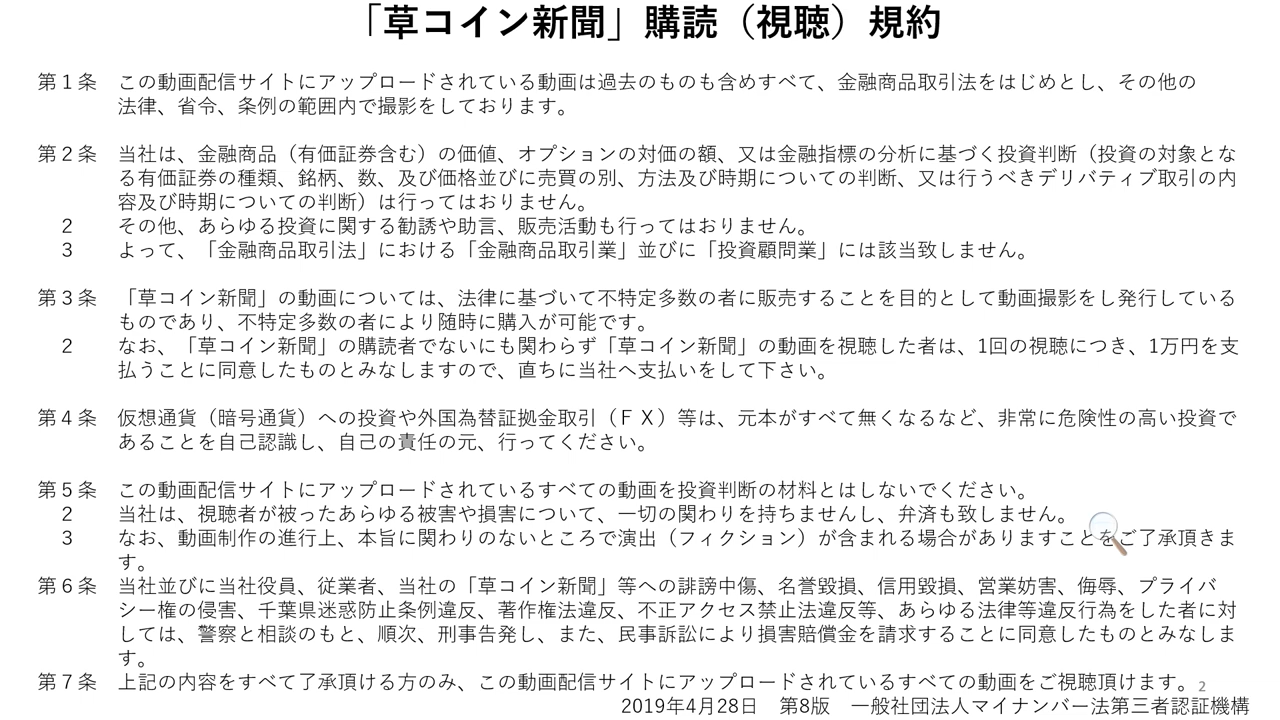 「草コイン新聞」購読（視聴）規約
第１条 この動画配信サイトにアップロードされている動画は過去のものも含めすべて、金融商品取引法をはじめとし、その他の
法律、省令、条例の範囲内で撮影をしております。
第２条 当社は、金融商品（有価証券含む）の価値、オプションの対価の額、又は金融指標の分析に基づく投資判断（投資の対象とな
る有価証券の種類、銘柄、数、及び価格並びに売買の別、方法及び時期についての判断、又は行うべきデリバティブ取引の内
容及び時期についての判断）は行ってはおりません。
2 その他、あらゆる投資に関する勧誘や助言、販売活動も行ってはおりません。
3 よって、「金融商品取引法」における「金融商品取引業」並びに「投資顧問業」には該当致しません。
第３条 「草コイン新聞」の動画については、法律に基づいて不特定多数の者に販売することを目的として動画撮影をし発行している
ものであり、不特定多数の者により随時に購入が可能です。
2 なお、「草コイン新聞」の購読者でないにも関わらず「草コイン新聞」の動画を視聴した者は、1回の視聴につき、1万円を支
払うことに同意したものとみなしますので、直ちに当社へ支払いをして下さい。
第４条 仮想通貨（暗号通貨）への投資や外国為替証拠金取引（ＦＸ）等は、元本がすべて無くなるなど、非常に危険性の高い投資で
あることを自己認識し、自己の責任の元、行ってください。
第５条 この動画配信サイトにアップロードされているすべての動画を投資判断の材料とはしないでください。
2 当社は、視聴者が被ったあらゆる被害や損害について、一切の関わりを持ちませんし、弁済も致しません。
3 なお、動画制作の進行上、本旨に関わりのないところで演出（フィクション）が含まれる場合がありますことをご了承頂きま
す。
第６条 当社並びに当社役員、従業者、当社の「草コイン新聞」等への誹謗中傷、名誉毀損、信用毀損、営業妨害、侮辱、プライバ
シー権の侵害、千葉県迷惑防止条例違反、著作権法違反、不正アクセス禁止法違反等、あらゆる法律等違反行為をした者に対
しては、警察と相談のもと、順次、刑事告発し、また、民事訴訟により損害賠償金を請求することに同意したものとみなしま
す。
第７条 上記の内容をすべて了承頂ける方のみ、この動画配信サイトにアップロードされているすべての動画をご視聴頂けます。
2
2019年4月28日 第8版 一般社団法人マイナンバー法第三者認証機構